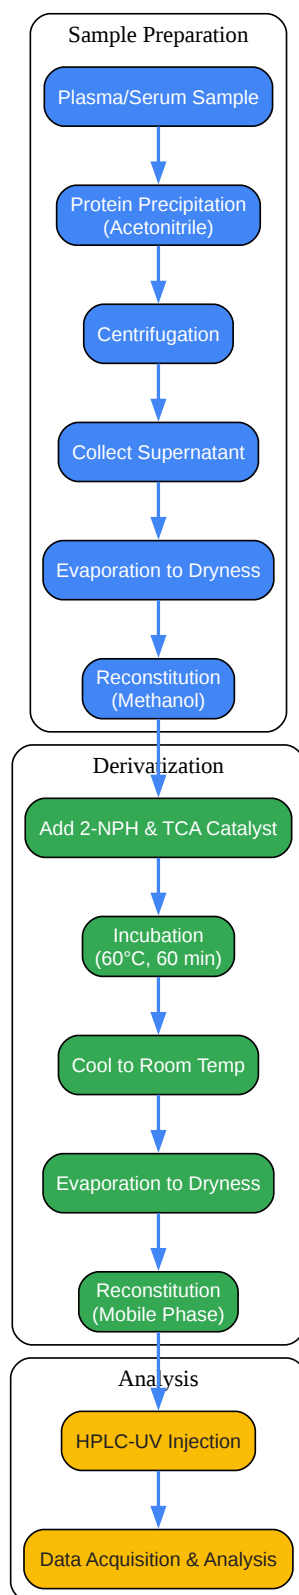 Sample Preparation
Plasma/Serum Sample
Protein Precipitation
(Acetonitrile)
Centrifugation
Collect Supernatant
Evaporation to Dryness
Reconstitution
(Methanol)
Derivatization
Add 2-NPH & TCA Catalyst
Incubation
(60°C, 60 min)
Cool to Room Temp
Evaporation to Dryness
Reconstitution
(Mobile Phase)
Analysis
HPLC-UV Injection
Data Acquisition & Analysis